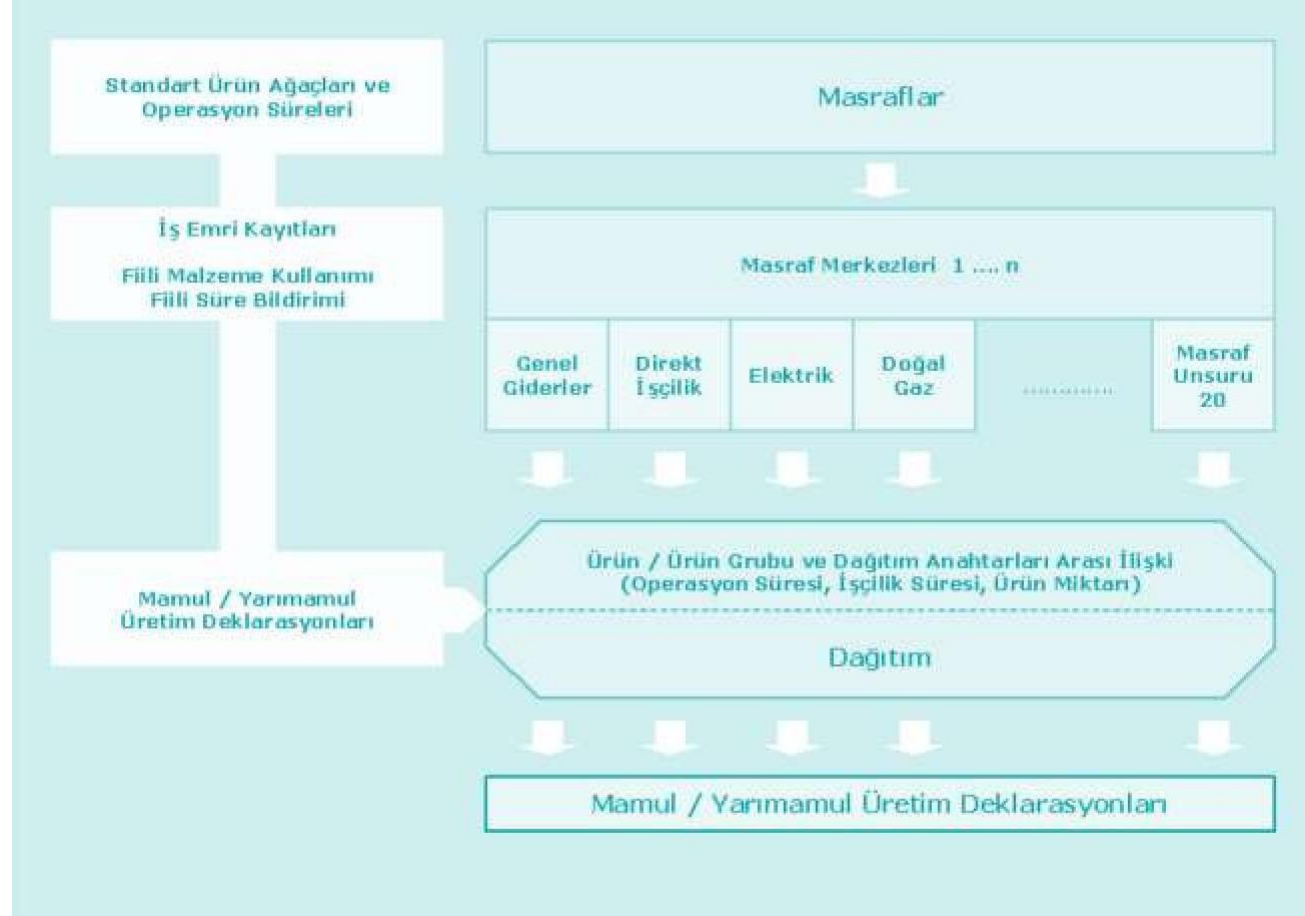 Standart Ürün Ağaçları ve
Operasyon Süreleri
Masraflar
İş Emri Kayıtları
Fiili Malzeme Kullanımı
Fiili Süre Bildirimi
Masraf Merkezleri 1 .... n
Genel
Giderler
Direkt
İşçilik
Elektrik
Doğal
Gaz
.............
Masraf
Unsuru
20
Ürün / Ürün Grubu ve Dağıtım Anahtarları Arası İlişki
(Operasyon Süresi, İşçilik Süresi, Ürün Miktarı)
Mamul / Yarımamul
Üretim Deklarasyonları
Dağıtım
Mamul / Yarımamul Üretim Deklarasyonları